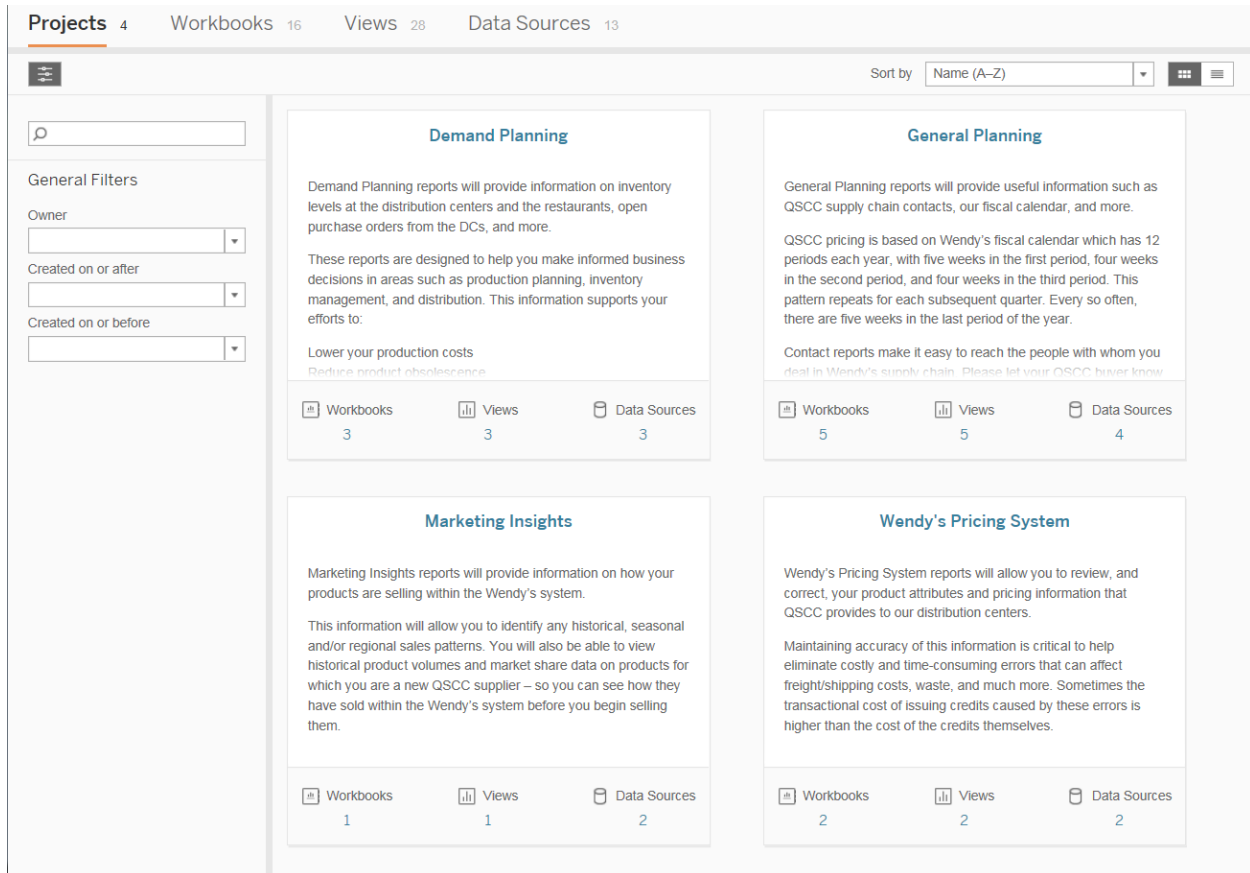 Projects 4 Workbooks 16 Views 28 Data Sources 13
Sort by Name (A–Z)
General Filters
Owner
Created on or after
Created on or before
Demand Planning
Demand Planning reports will provide information on inventory
levels at the distribution centers and the restaurants, open
purchase orders from the DCs, and more.
These reports are designed to help you make informed business
decisions in areas such as production planning, inventory
management, and distribution. This information supports your
efforts to:
Lower your production costs
Reduce product obsolescence
Workbooks Views Data Sources
3 3 3
General Planning
General Planning reports will provide useful information such as
QSCC supply chain contacts, our fiscal calendar, and more.
QSCC pricing is based on Wendy’s fiscal calendar which has 12
periods each year, with five weeks in the first period, four weeks
in the second period, and four weeks in the third period. This
pattern repeats for each subsequent quarter. Every so often,
there are five weeks in the last period of the year.
Contact reports make it easy to reach the people with whom you
deal in Wendy’s supply chain. Please let your QSCC buyer know
Workbooks Views Data Sources
5 5 4
Marketing Insights
Marketing Insights reports will provide information on how your
products are selling within the Wendy’s system.
This information will allow you to identify any historical, seasonal
and/or regional sales patterns. You will also be able to view
historical product volumes and market share data on products for
which you are a new QSCC supplier – so you can see how they
have sold within the Wendy’s system before you begin selling
them.
Workbooks Views Data Sources
1 1 2
Wendy's Pricing System
Wendy’s Pricing System reports will allow you to review, and
correct, your product attributes and pricing information that
QSCC provides to our distribution centers.
Maintaining accuracy of this information is critical to help
eliminate costly and time-consuming errors that can affect
freight/shipping costs, waste, and much more. Sometimes the
transactional cost of issuing credits caused by these errors is
higher than the cost of the credits themselves.
Workbooks Views Data Sources
2 2 2